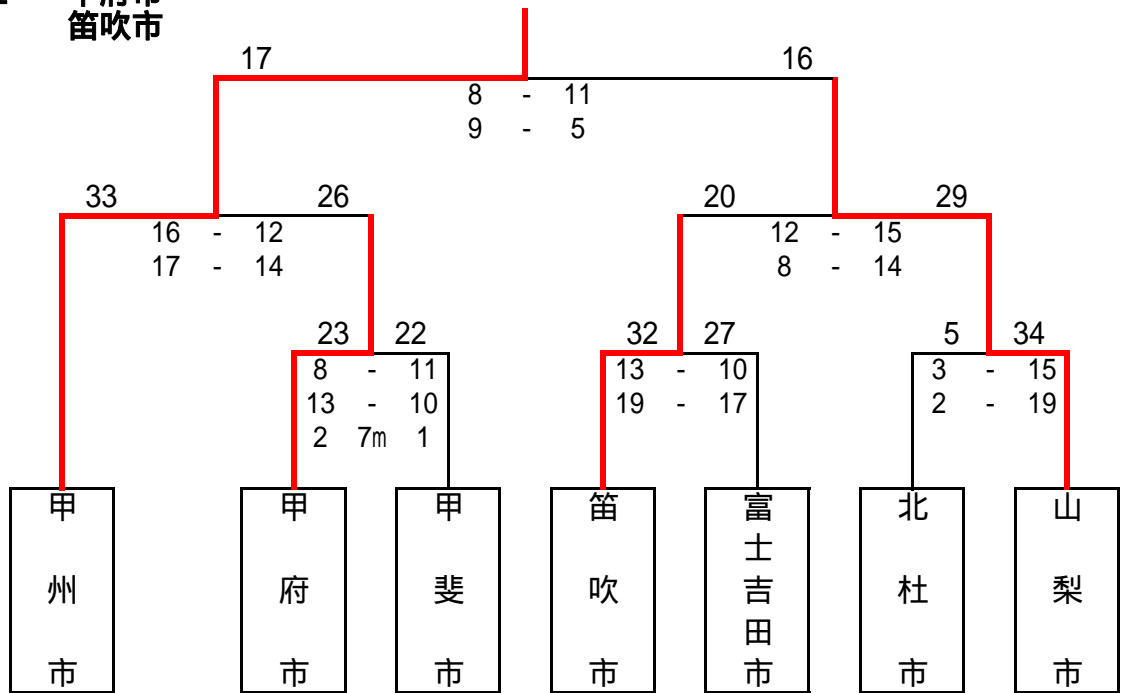 笛吹市
17 16
8 - 11
9 - 5
33 26 20 29
16 - 12 12 - 15
17 - 14 8 - 14
23 22 32 27 5 34
8 - 11 13 - 10 3 - 15
13 - 10 19 - 17 2 - 19
2 7m 1
甲州市
甲府市
甲斐市
笛吹市
富士吉田市
北杜市
山梨市